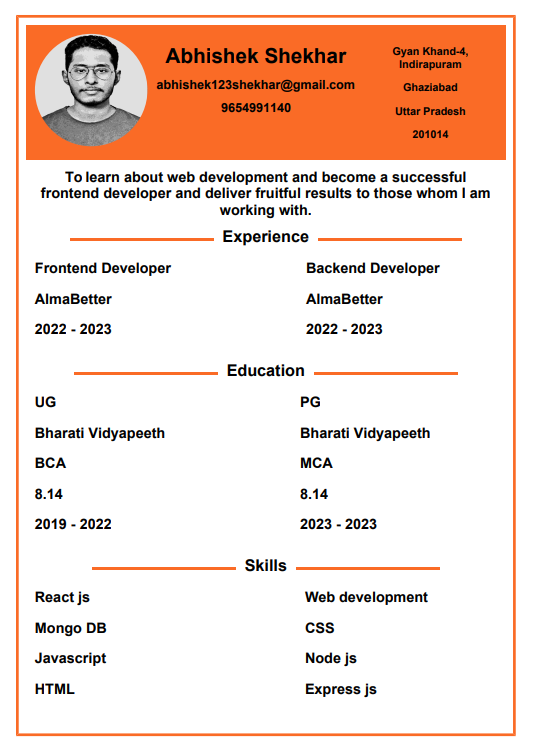 Abhishek Shekhar
abhishek123shekhar@gmail.com
9654991140
Gyan Khand-4,
Indirapuram
Ghaziabad
Uttar Pradesh
201014
To learn about web development and become a successful
frontend developer and deliver fruitful results to those whom I am
working with.
Experience
Frontend Developer
AlmaBetter
2022 - 2023
Backend Developer
AlmaBetter
2022 - 2023
Education
UG
Bharati Vidyapeeth
BCA
8.14
2019 - 2022
PG
Bharati Vidyapeeth
MCA
8.14
2023 - 2023
Skills
React js
Mongo DB
Javascript
HTML
Web development
CSS
Node js
Express js